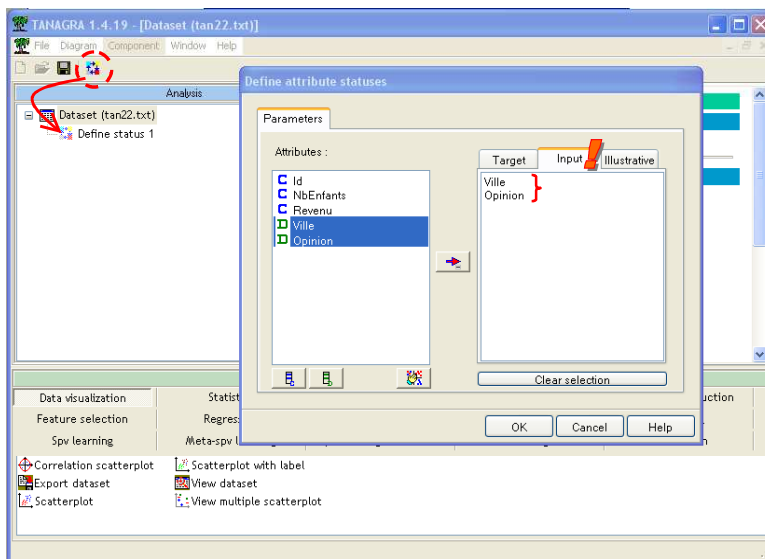 TANAGRA 1.4.19 - [Dataset (tan22.txt)]
File Diagram Component Window Help
Analysis
Dataset (tan22.txt)
Define status 1
Define attribute statuses
Parameters
Attributes :
C Id
C NbEnfants
C Revenu
D Ville
D Opinion
Target Input Illustrative
Ville
Opinion
Clear selection
OK Cancel Help
Data visualization Statist uction
Feature selection Regres
Spv learning Meta-spv l n
Correlation scatterplot Scatterplot with label
Export dataset View dataset
Scatterplot View multiple scatterplot